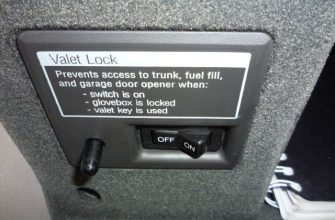 Valet Lock
Prevents access to trunk, fuel fill,
and garage door opener when:
- switch is on
- glovebox is locked
- valet key is used
OFF ON